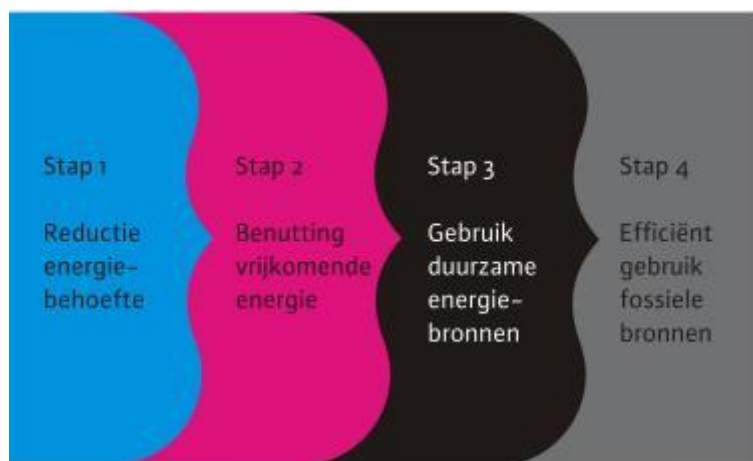 Stap 1
Reductie
energie-
behoefte
Stap 2
Benutting
vrijkomende
energie
Stap 3
Gebruik
duurzame
energie-
bronnen
Stap 4
Efficiënt
gebruik
fossiele
bronnen